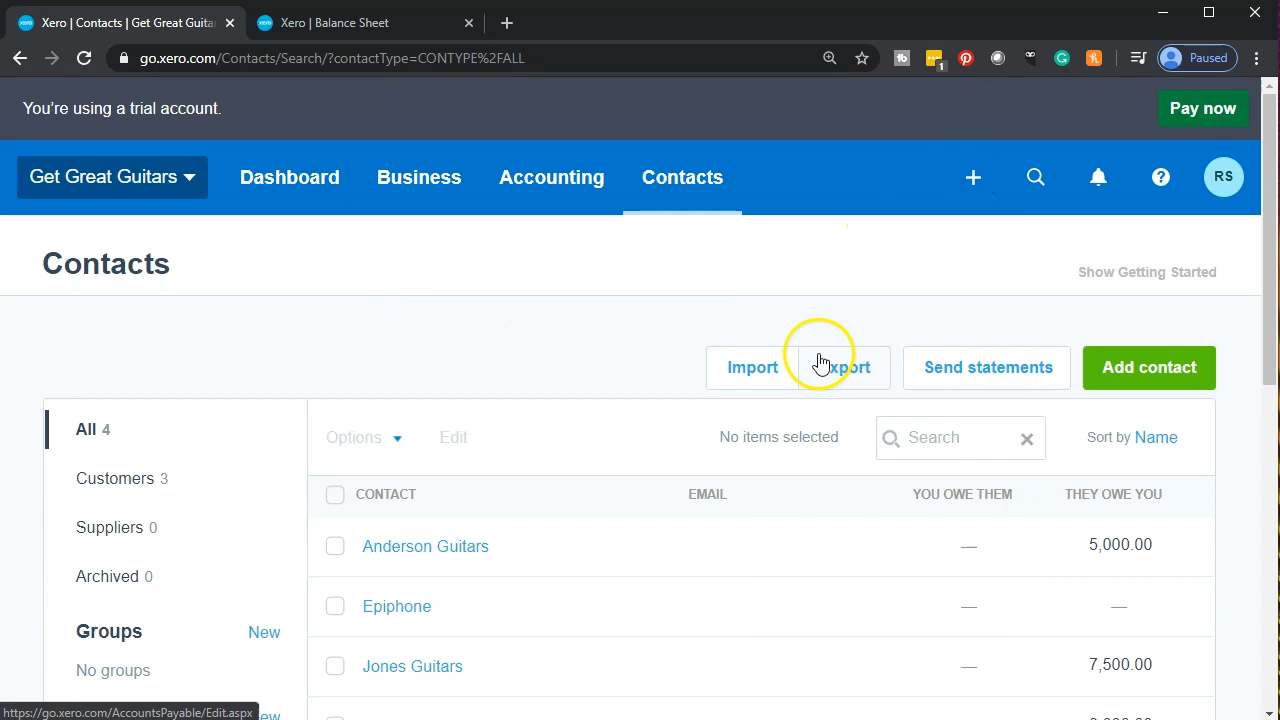 Xero | Contacts | Get Great Guita
Xero | Balance Sheet
go.xero.com/Contacts/Search/?contactType=CONTYPE%2FALL
1
Paused
You're using a trial account.
Pay now
Get Great Guitars
Dashboard
Business
Accounting
Contacts
RS
Contacts
Show Getting Started
Import
Export
Send statements
Add contact
All 4
Customers 3
Suppliers 0
Archived 0
Groups
New
No groups
Options
Edit
No items selected
Search
Sort by Name
CONTACT
EMAIL
YOU OWE THEM
THEY OWE YOU
Anderson Guitars
—
5,000.00
Epiphone
—
—
Jones Guitars
—
7,500.00
https://go.xero.com/AccountsPayable/Edit.aspx